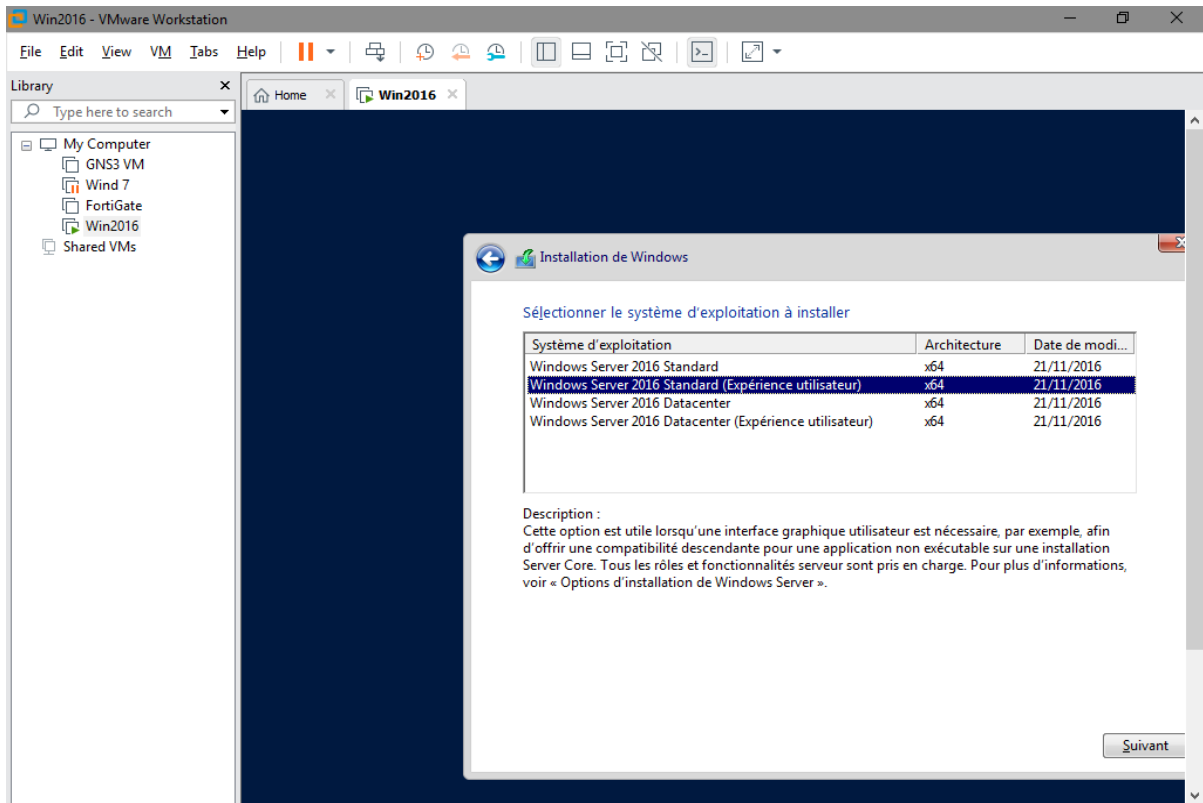 Win2016 - VMware Workstation
File Edit View VM Tabs Help
Library
Type here to search
Home
Win2016
My Computer
GNS3 VM
Wind 7
FortiGate
Win2016
Shared VMs
Installation de Windows
Sélectionner le système d'exploitation à installer
Système d'exploitation Architecture Date de modi...
Windows Server 2016 Standard x64 21/11/2016
Windows Server 2016 Standard (Expérience utilisateur) x64 21/11/2016
Windows Server 2016 Datacenter x64 21/11/2016
Windows Server 2016 Datacenter (Expérience utilisateur) x64 21/11/2016
Description :
Cette option est utile lorsqu'une interface graphique utilisateur est nécessaire, par exemple, afin
d'offrir une compatibilité descendante pour une application non exécutable sur une installation
Server Core. Tous les rôles et fonctionnalités serveur sont pris en charge. Pour plus d'informations,
voir « Options d'installation de Windows Server ».
Suivant